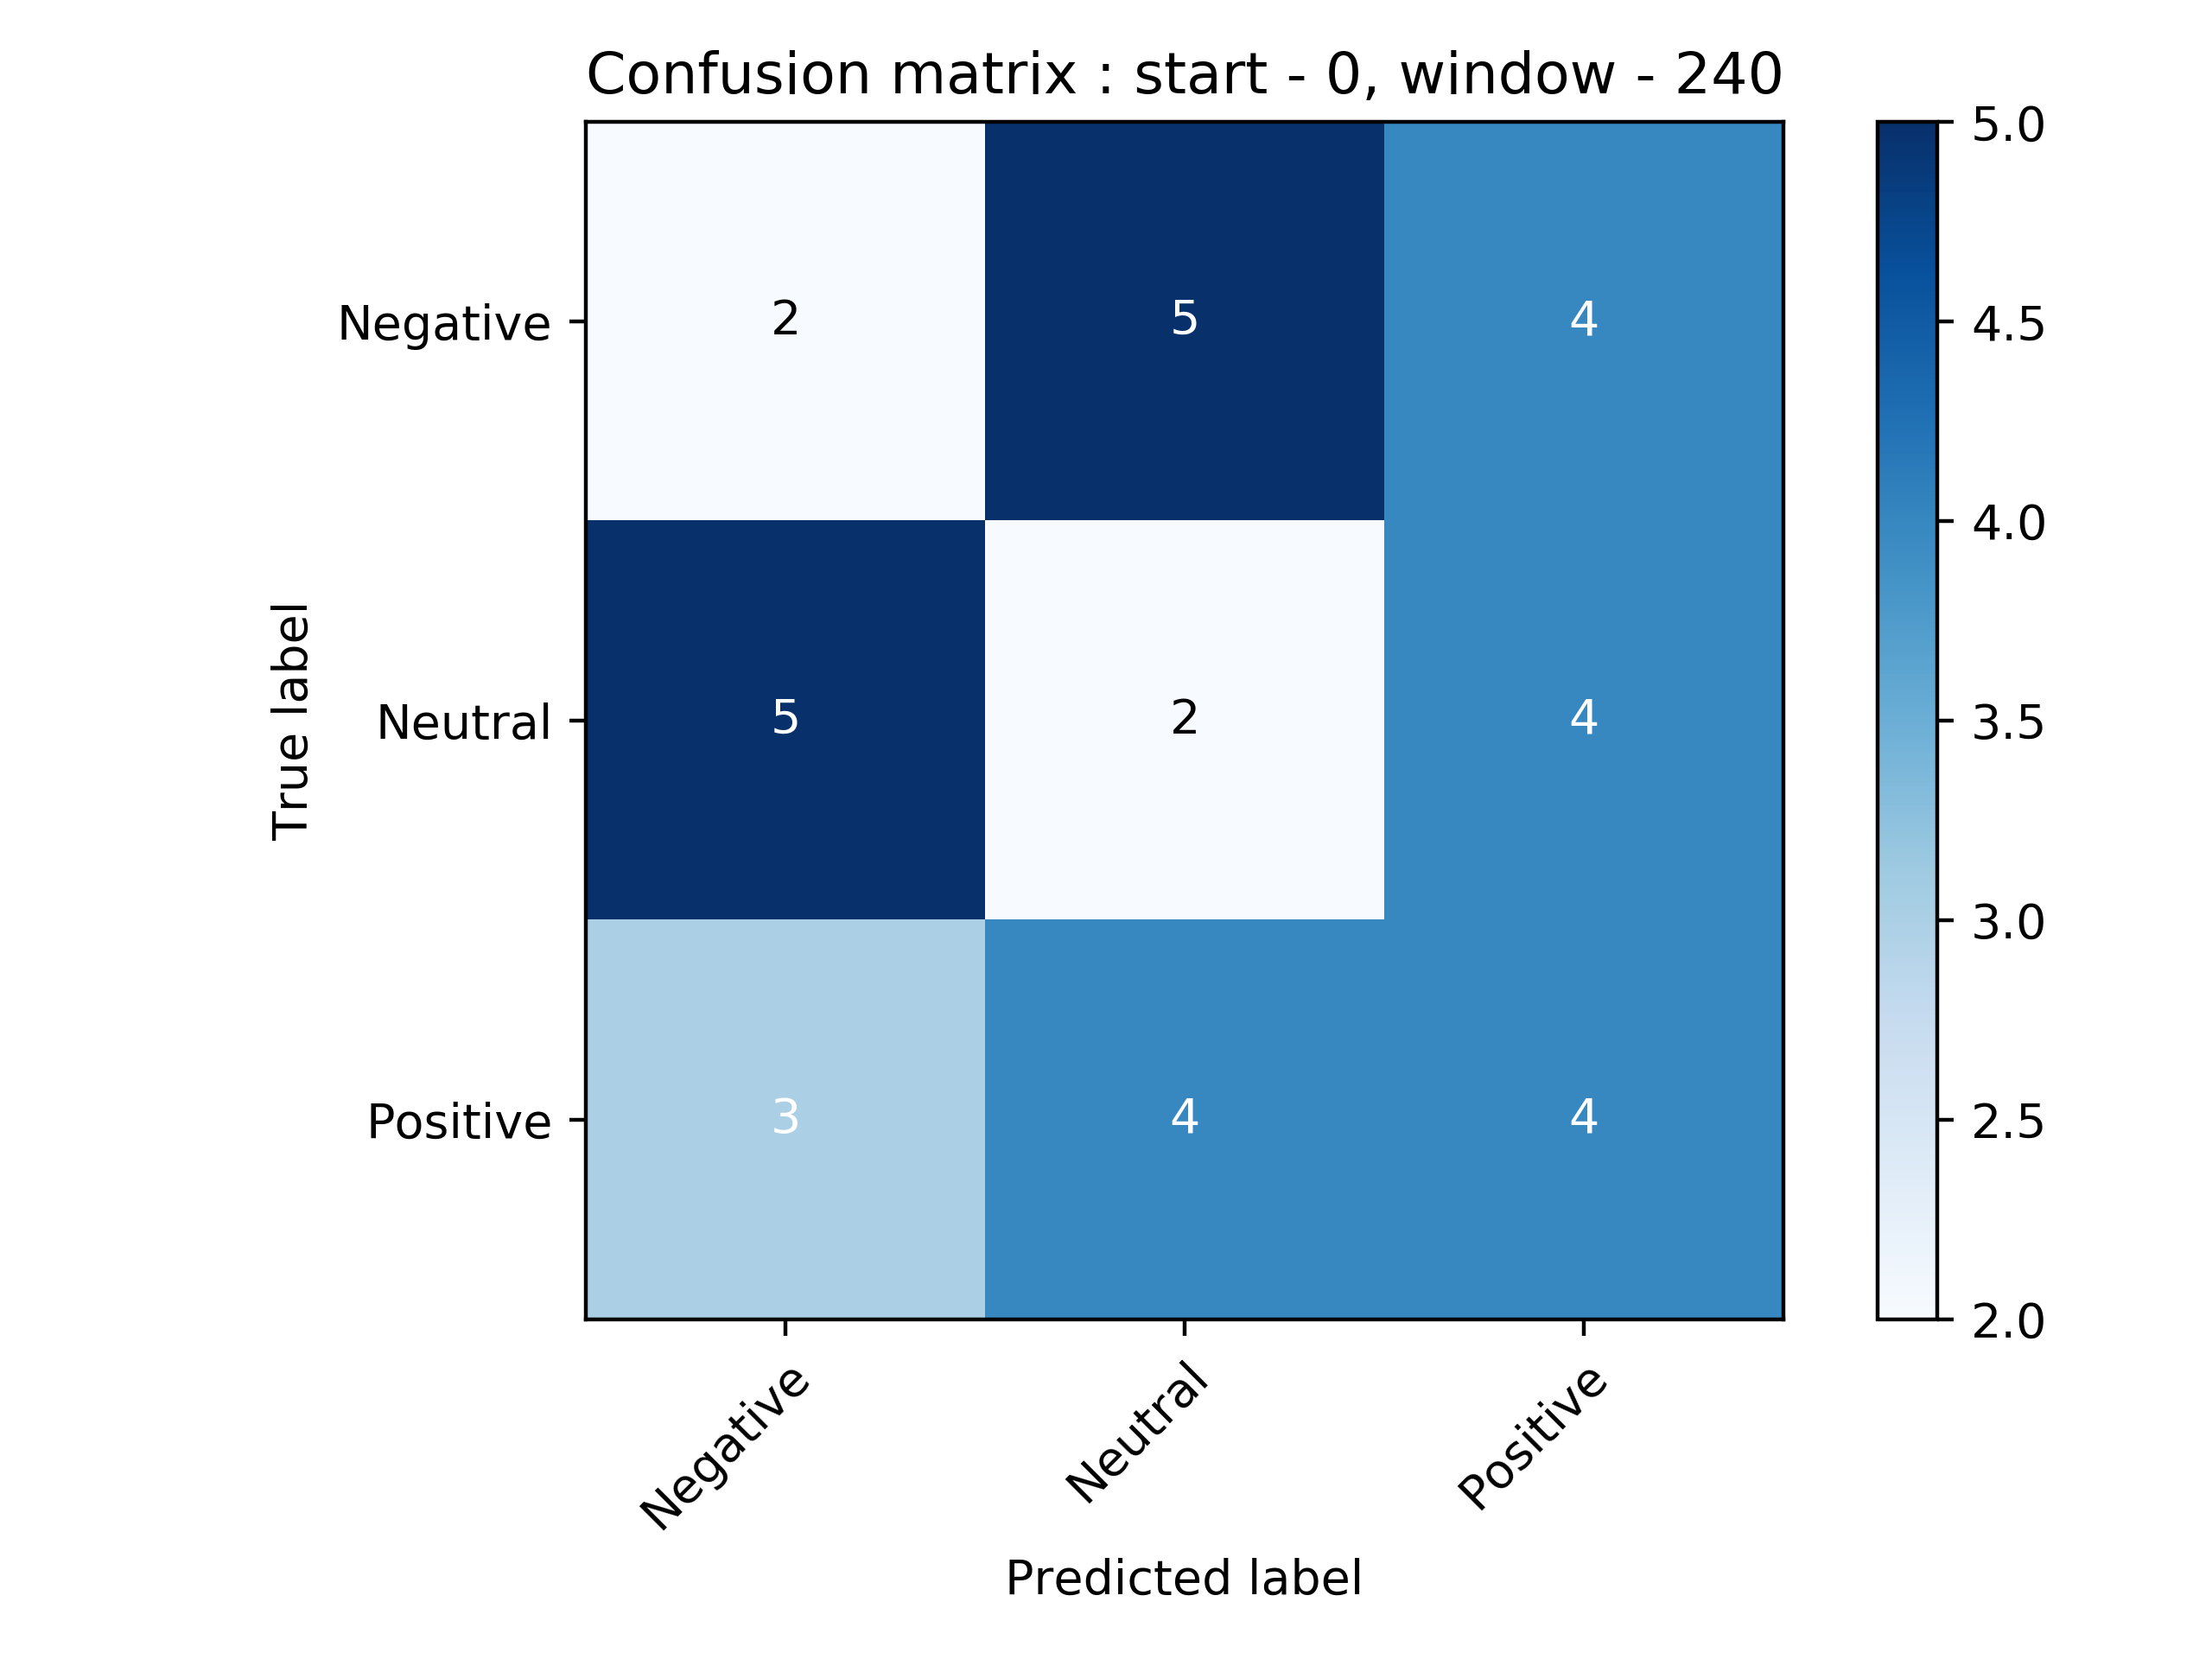 Confusion matrix : start - 0, window - 240
True label
Negative
2
5
4
Neutral
5
2
4
Positive
3
4
4
Negative
Neutral
Positive
Predicted label
5.0
4.5
4.0
3.5
3.0
2.5
2.0